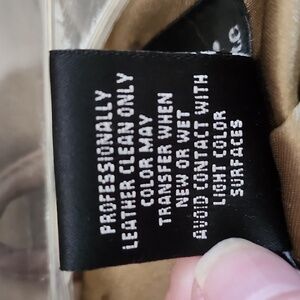 PROFESSIONALLY
LEATHER CLEAN ONLY
COLOR MAY
TRANSFER WHEN
NEW OR WET
AVOID CONTACT WITH
LIGHT COLOR
SURFACES